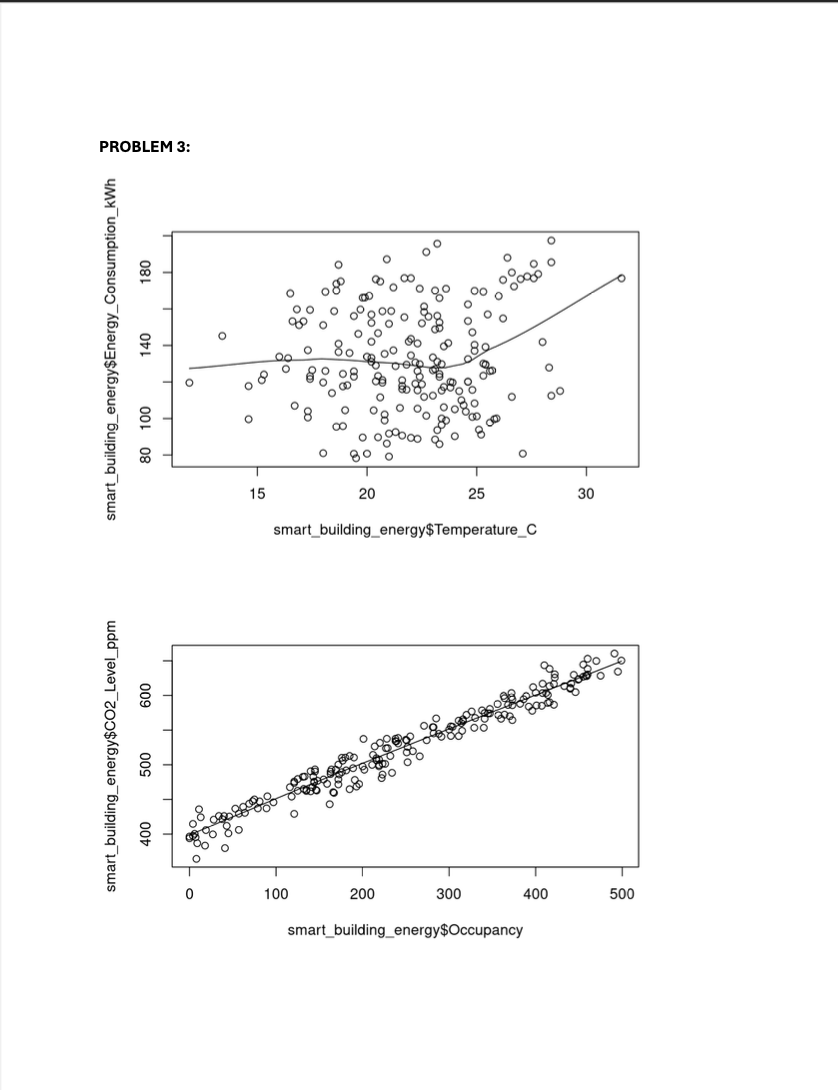 PROBLEM 3:
smart_building_energy$Energy_Consumption_kWh
180
140
100
80
15 20 25 30
smart_building_energy$Temperature_C
smart_building_energy$CO2_Level_ppm
600
500
400
0 100 200 300 400 500
smart_building_energy$Occupancy